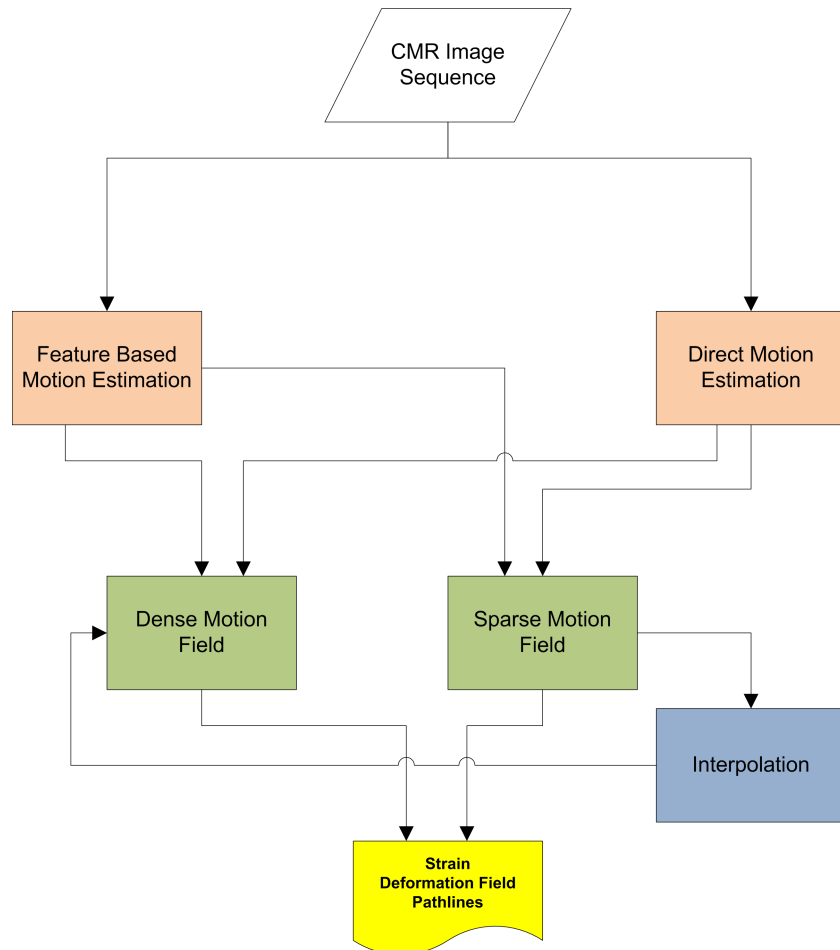 CMR Image
Sequence
Feature Based
Motion Estimation
Direct Motion
Estimation
Dense Motion
Field
Sparse Motion
Field
Interpolation
Strain
Deformation Field
Pathlines